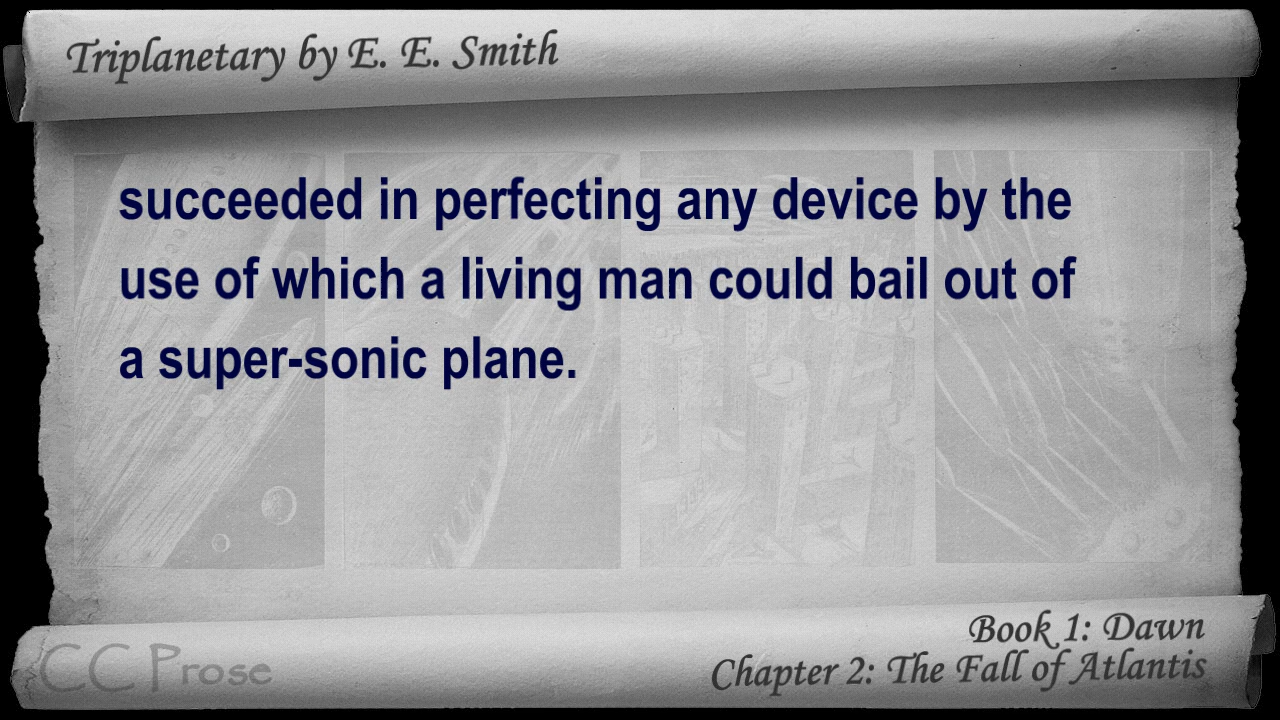 Triplanetary by E. E. Smith
succeeded in perfecting any device by the
use of which a living man could bail out of
a super-sonic plane.
Book 1: Dawn
Chapter 2: The Fall of Atlantis
CC Prose